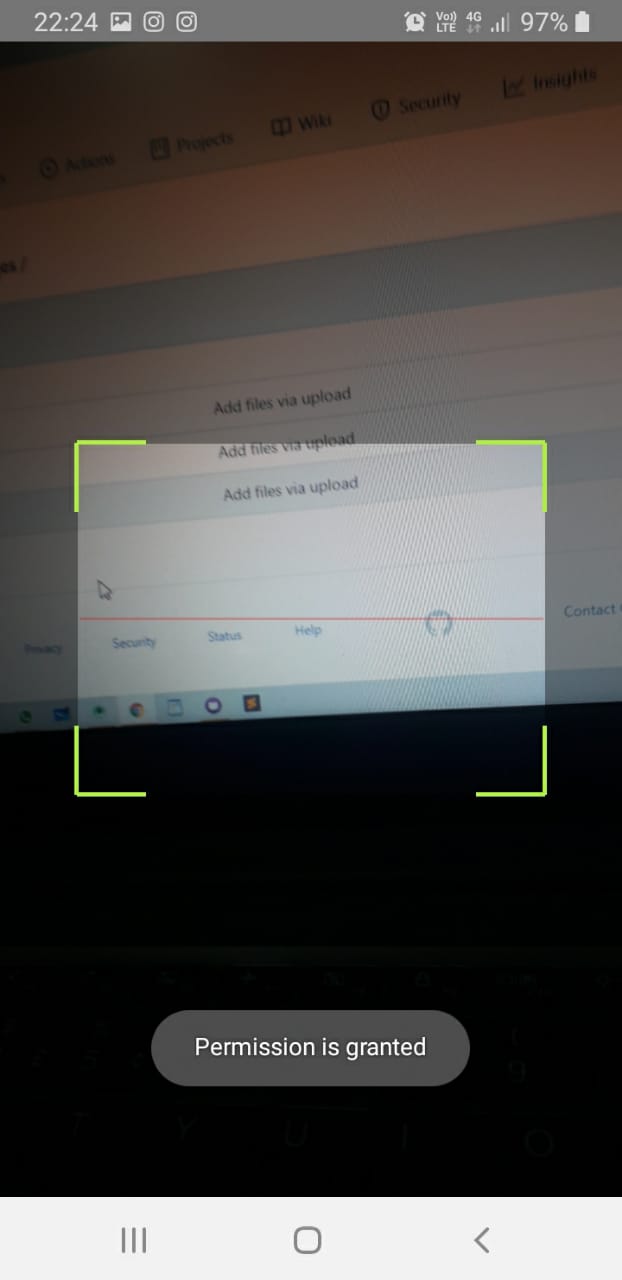 22:24 Vo)) LTE 4G 97%
Actions Projects Wiki Security Insights
es /
Add files via upload
Add files via upload
Add files via upload
Contact
Privacy Security Status Help
Permission is granted
T Y U I O